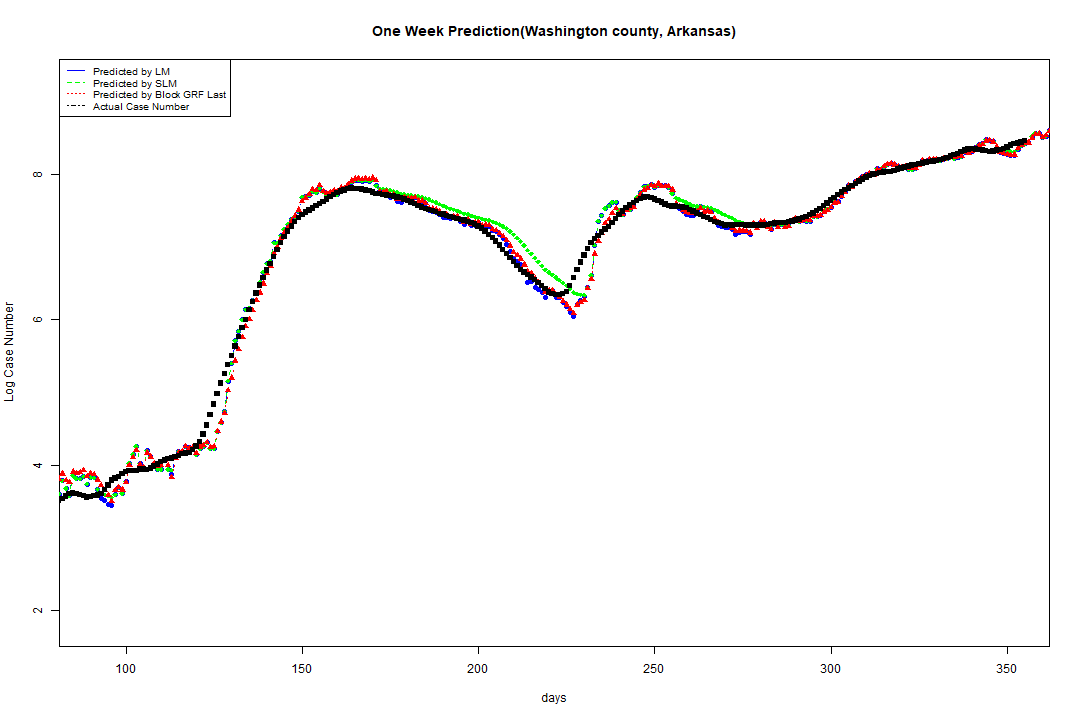 One Week Prediction(Washington county, Arkansas)
Predicted by LM
Predicted by SLM
Predicted by Block GRF Last
Actual Case Number
8
6
4
2
Log Case Number
100 150 200 250 300 350
days